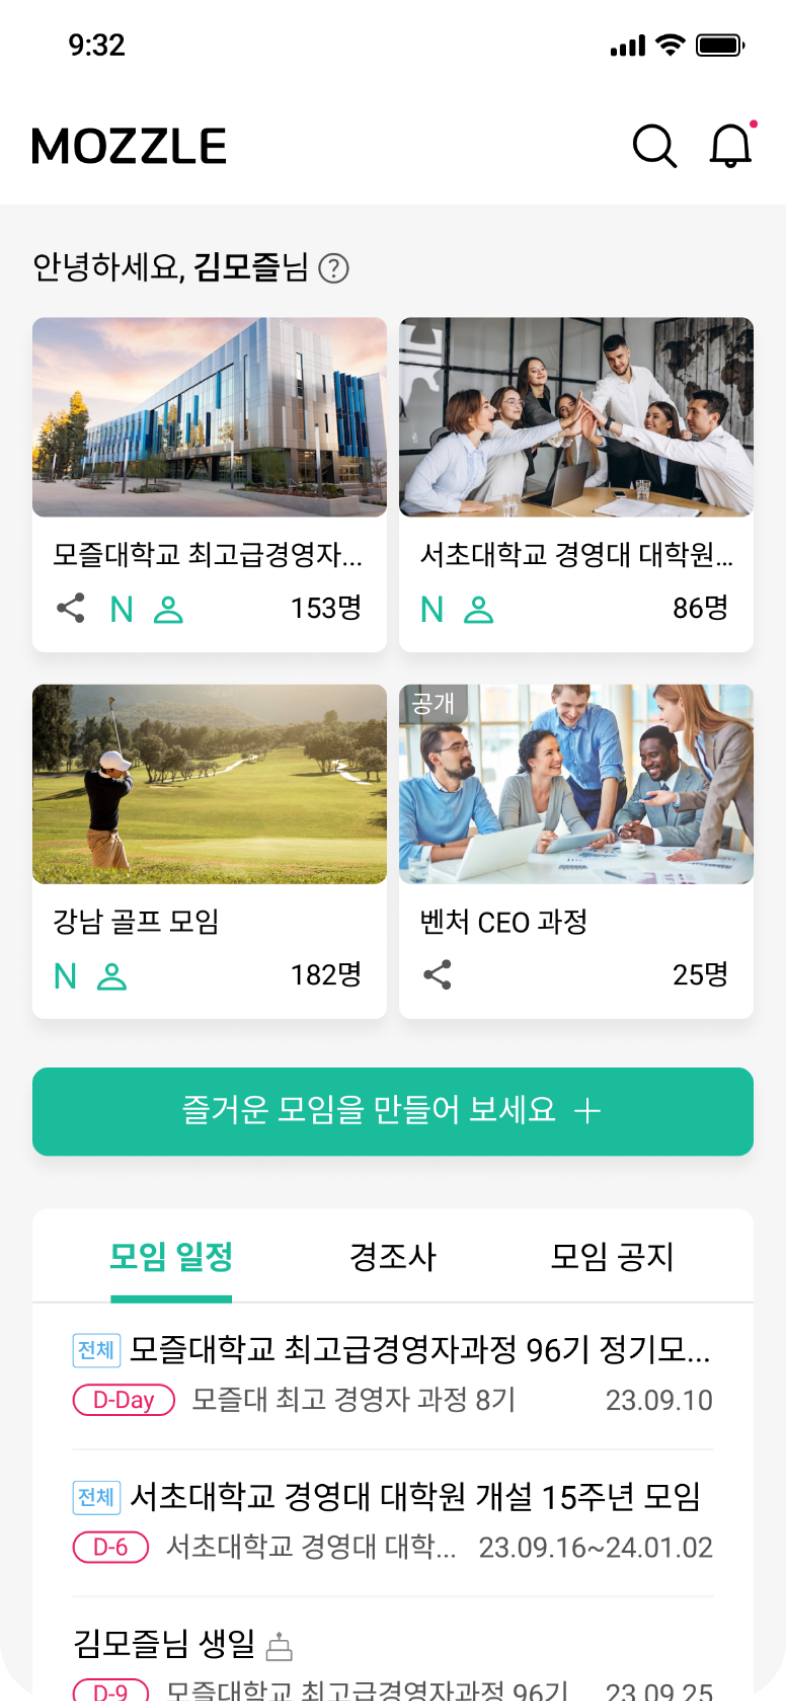 9:32
MOZZLE
안녕하세요, 김모즐님 ?
모즐대학교 최고급경영자...
N 153명
서초대학교 경영대 대학원...
N 86명
강남 골프 모임
N 182명
공개
벤처 CEO 과정
25명
즐거운 모임을 만들어 보세요 +
모임 일정 경조사 모임 공지
전체 모즐대학교 최고급경영자과정 96기 정기모...
D-Day 모즐대 최고 경영자 과정 8기 23.09.10
전체 서초대학교 경영대 대학원 개설 15주년 모임
D-6 서초대학교 경영대 대학... 23.09.16~24.01.02
김모즐님 생일
D-9 모즐대학교 최고급경영자과정 96기 23.09.25